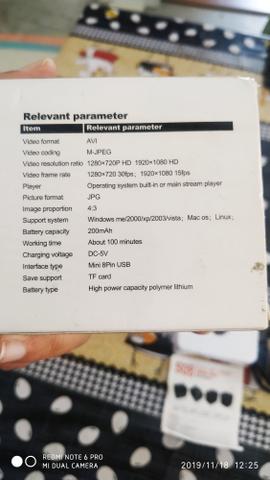 Relevant parameter
Item Relevant parameter
Video format AVI
Video coding M-JPEG
Video resolution ratio 1280×720P HD 1920×1080 HD
Video frame rate 1280×720 30fps; 1920×1080 15fps
Player Operating system built-in or main stream player
Picture format JPG
Image proportion 4:3
Support system Windows me/2000/xp/2003/vista; Mac os; Linux;
Battery capacity 200mAh
Working time About 100 minutes
Charging voltage DC-5V
Interface type Mini 8Pin USB
Save support TF card
Battery type High power capacity polymer lithium
REDMI NOTE 6 PRO
MI DUAL CAMERA
2019/11/18 12:25